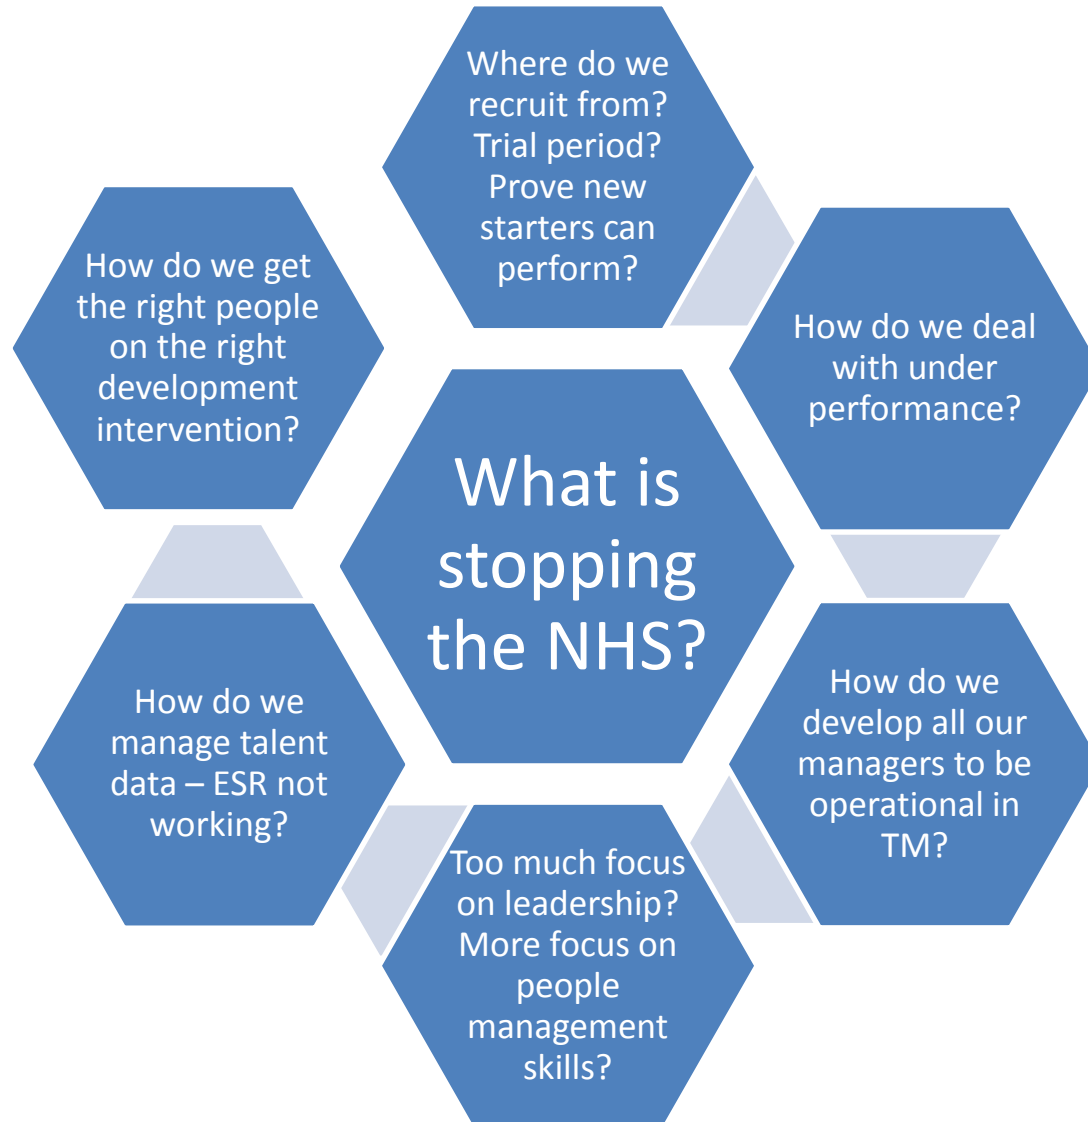 Where do we
recruit from?
Trial period?
Prove new
starters can
perform?
How do we deal
with under
performance?
How do we
develop all our
managers to be
operational in
TM?
Too much focus
on leadership?
More focus on
people
management
skills?
How do we
manage talent
data – ESR not
working?
How do we get
the right people
on the right
development
intervention?
What is
stopping
the NHS?